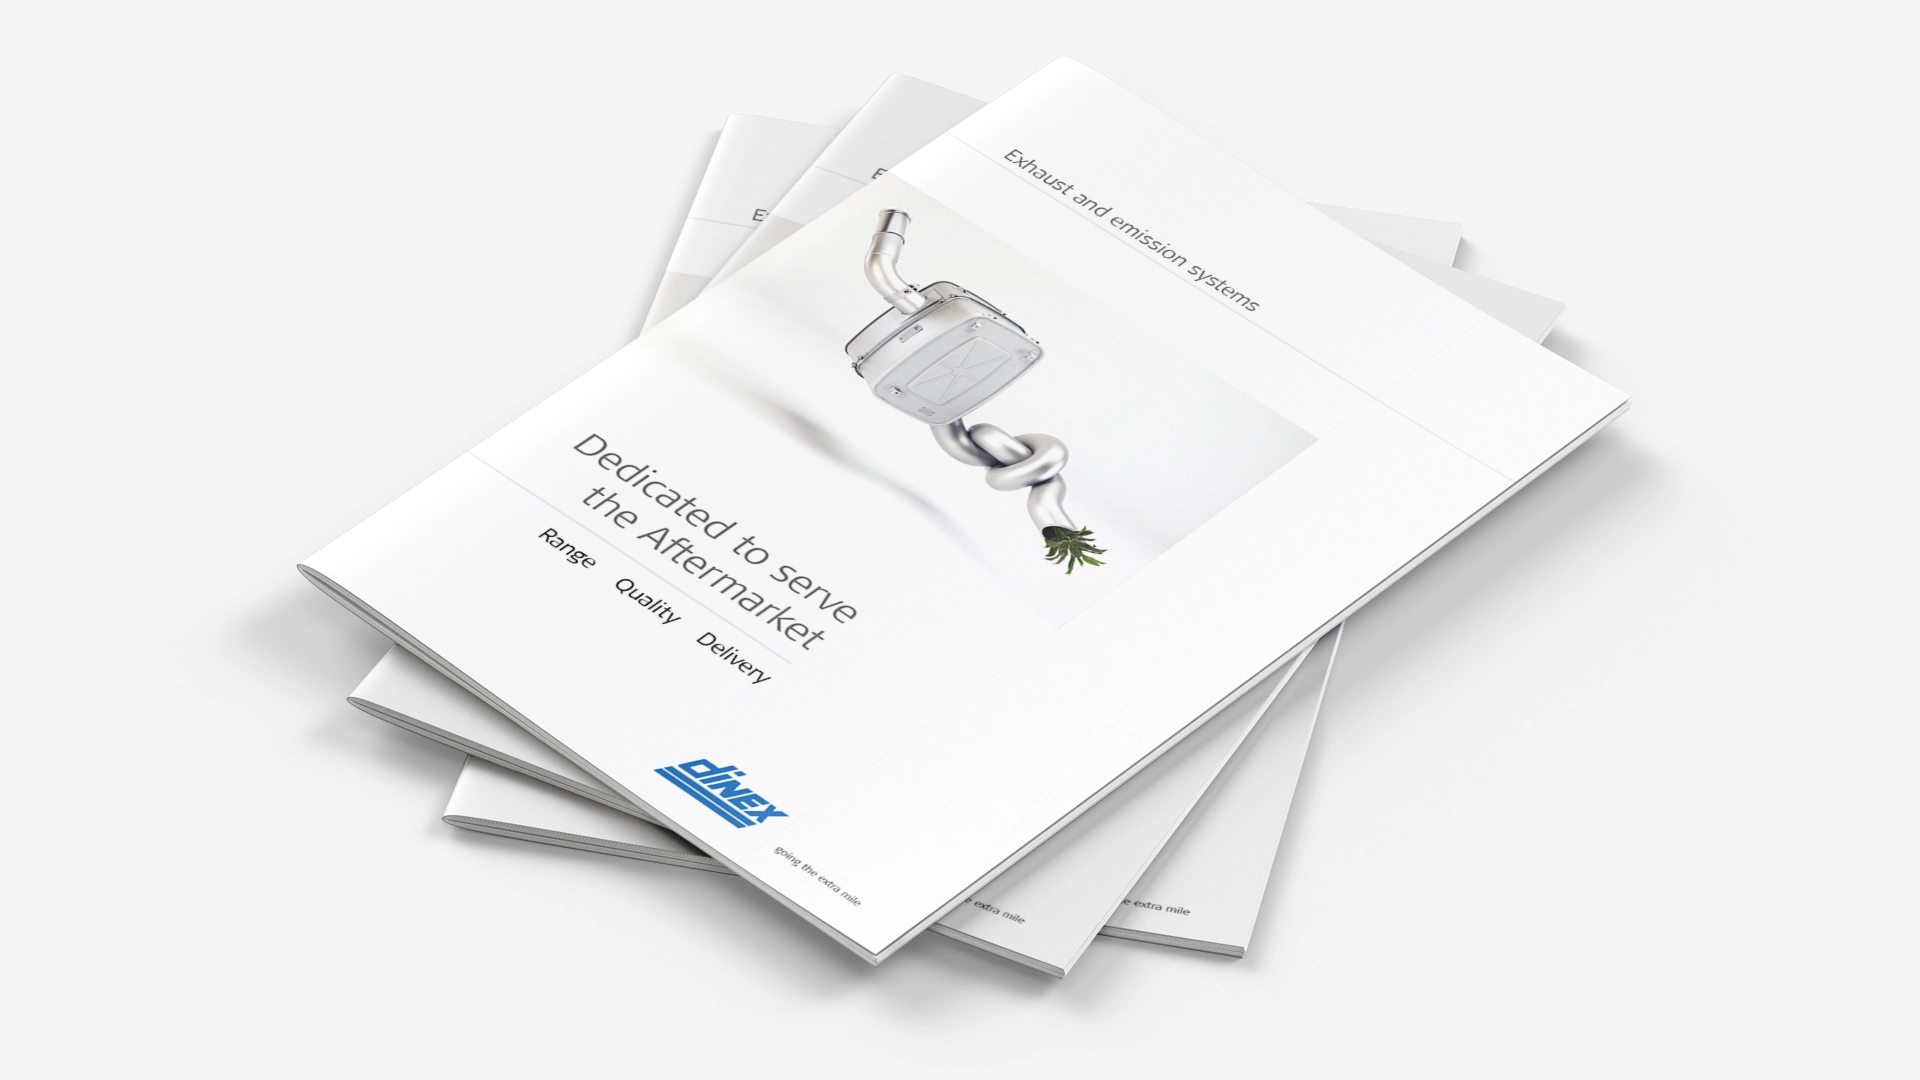 Exhaust and emission systems
Dedicated to serve
the Aftermarket
Range Quality Delivery
dinex
going the extra mile
extra mile
extra mile